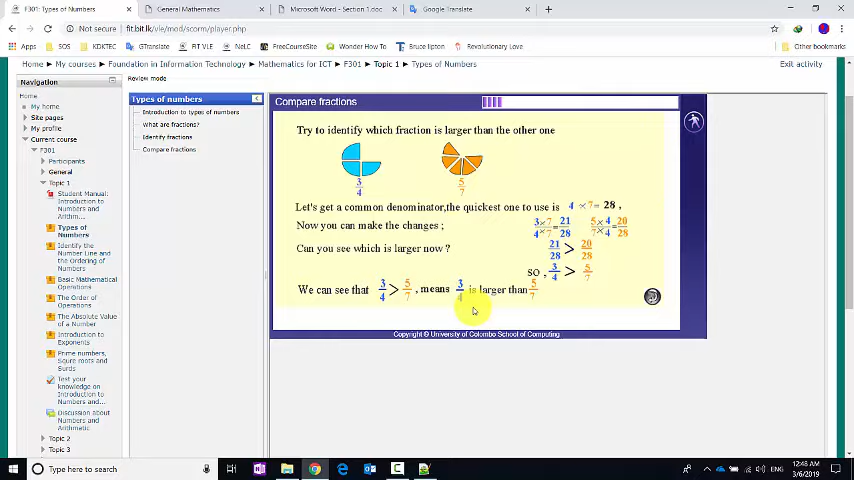 F301: Types of Numbers
General Mathematics
Microsoft Word - Section 1.doc
Google Translate
Not secure | fit.bit.lk/vle/mod/scorm/player.php
Apps SOS KDKTEC GTranslate FIT VLE NeLC FreeCourseSite Wonder How To Bruce lipton Revolutionary Love Other bookmarks
Home ▶ My courses ▶ Foundation in Information Technology ▶ Mathematics for ICT ▶ F301 ▶ Topic 1 ▶ Types of Numbers Exit activity
Navigation
Home
My home
Site pages
My profile
Current course
F301
Participants
General
Topic 1
Student Manual:
Introduction to
Numbers and
Arithm...
Types of
Numbers
Identify the
Number Line and
the Ordering of
Numbers
Basic Mathematical
Operations
The Order of
Operations
The Absolute Value
of a Number
Introduction to
Exponents
Prime numbers,
Squre roots and
Surds
Test your
knowledge on
Introduction to
Numbers and...
Discussion about
Numbers and
Arithmetic
Topic 2
Topic 3
Review mode
Types of numbers
Introduction to types of numbers
What are fractions?
Identify fractions
Compare fractions
Compare fractions
Try to identify which fraction is larger than the other one
3/4 5/7
Let's get a common denominator,the quickest one to use is 4 ×7= 28 ,
Now you can make the changes ; 3×7/4×7=21/28 5×4/7×4=20/28
Can you see which is larger now ? 21/28 > 20/28
SO , 3/4 > 5/7
We can see that 3/4 > 5/7 , means 3/4 is larger than 5/7
Copyright © University of Colombo School of Computing
Type here to search
12:48 AM
3/6/2019